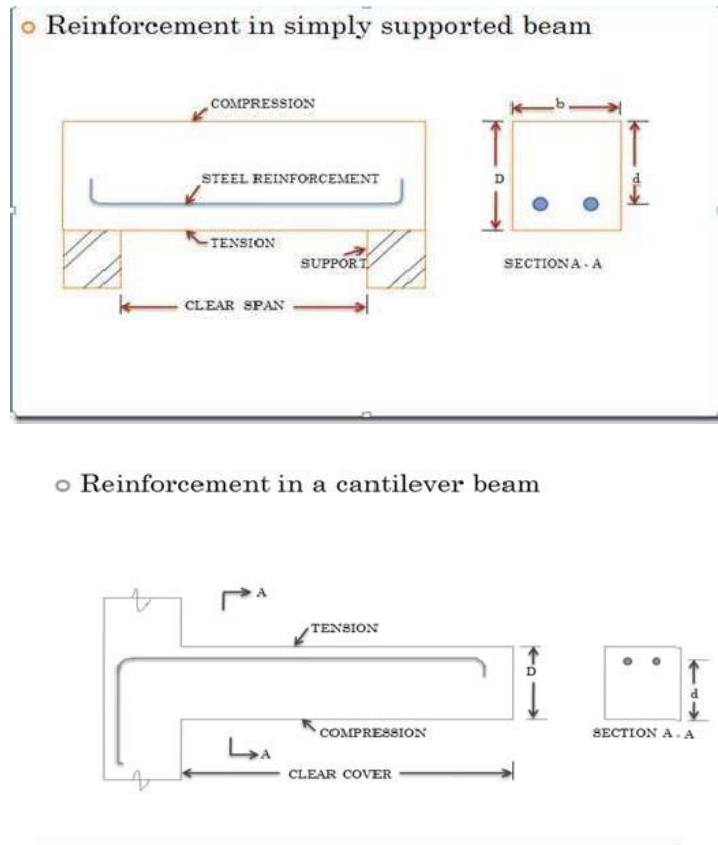 Reinforcement in simply supported beam
COMPRESSION
b
STEEL REINFORCEMENT
D
d
TENSION
SUPPORT
SECTIONA - A
CLEAR SPAN
Reinforcement in a cantilever beam
A
TENSION
D
d
COMPRESSION
SECTION A - A
A
CLEAR COVER